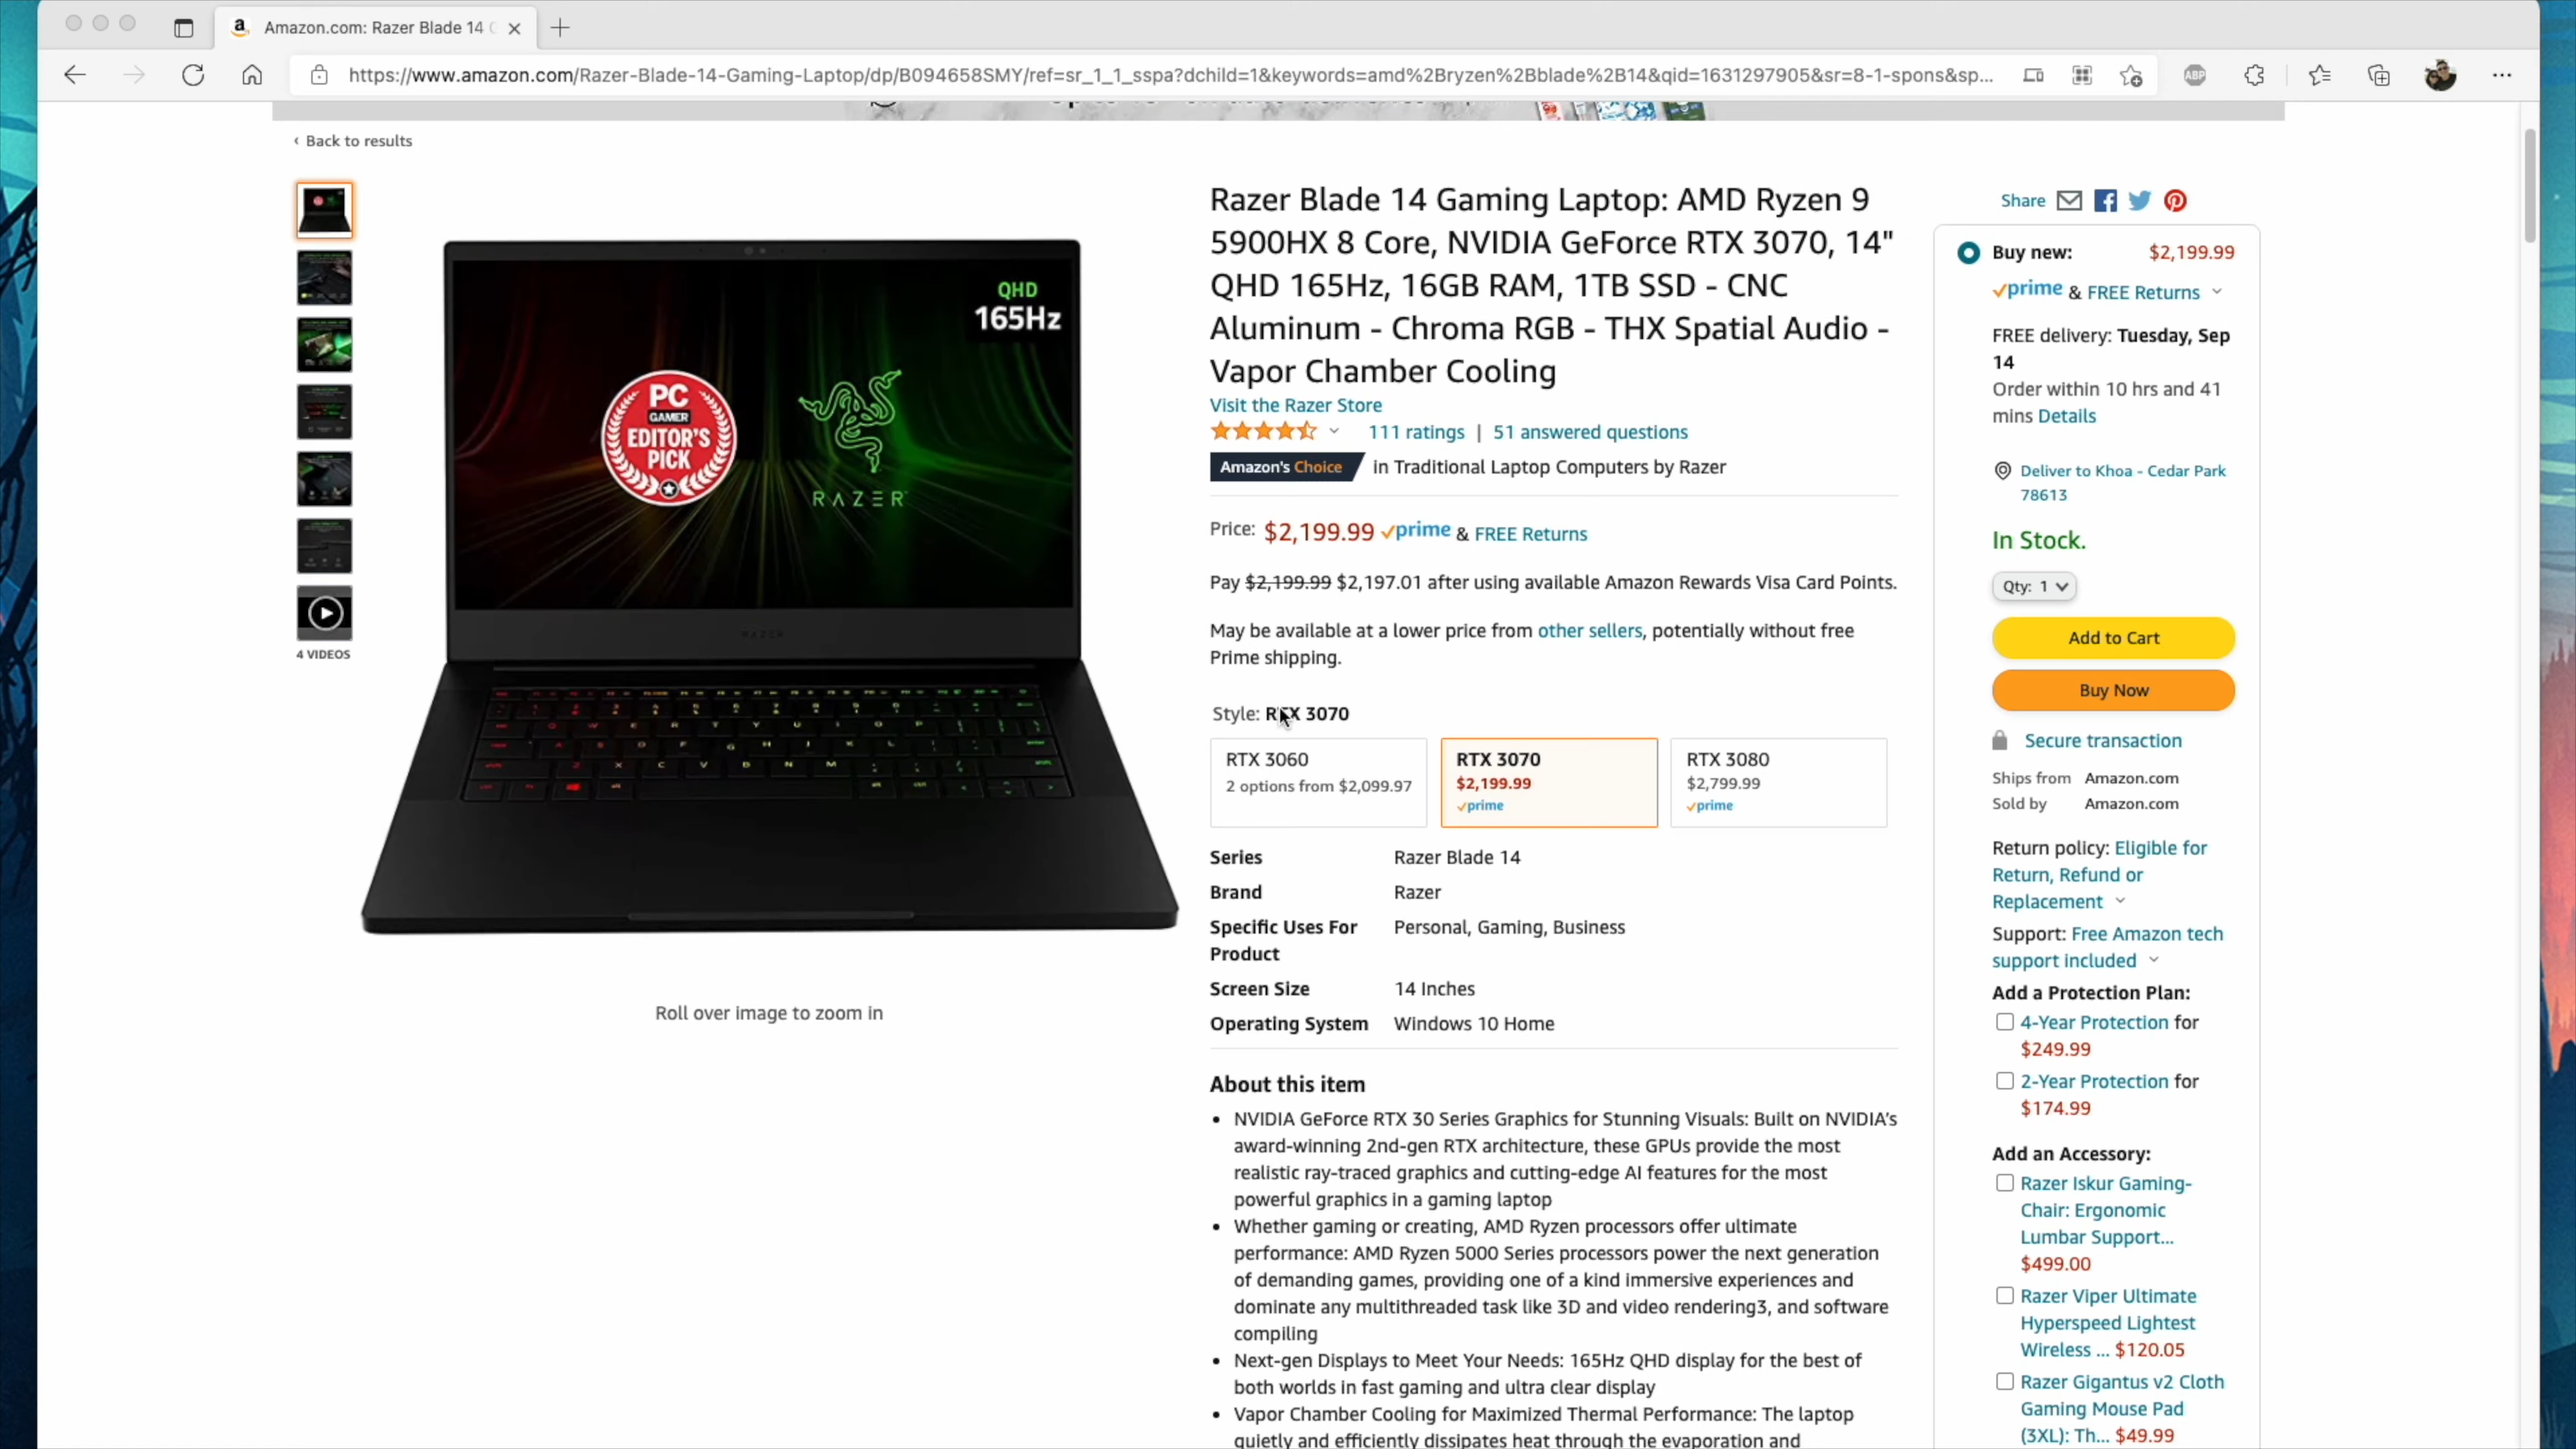 Amazon.com: Razer Blade 14
https://www.amazon.com/Razer-Blade-14-Gaming-Laptop/dp/B094658SMY/ref=sr_1_1_sspa?dchild=1&keywords=amd%2Bryzen%2Bblade%2B14&qid=1631297905&sr=8-1-spons&sp...
ABP
‹ Back to results
4 VIDEOS
QHD
165Hz
PC
GAMER
EDITOR'S
PICK
RAZER
RAZER
Roll over image to zoom in
Razer Blade 14 Gaming Laptop: AMD Ryzen 9
5900HX 8 Core, NVIDIA GeForce RTX 3070, 14"
QHD 165Hz, 16GB RAM, 1TB SSD - CNC
Aluminum - Chroma RGB - THX Spatial Audio -
Vapor Chamber Cooling
Visit the Razer Store
111 ratings | 51 answered questions
Amazon's Choice in Traditional Laptop Computers by Razer
Price: $2,199.99 prime & FREE Returns
Pay $2,199.99 $2,197.01 after using available Amazon Rewards Visa Card Points.
May be available at a lower price from other sellers, potentially without free
Prime shipping.
Style: RTX 3070
RTX 3060
2 options from $2,099.97
RTX 3070
$2,199.99
prime
RTX 3080
$2,799.99
prime
Series Razer Blade 14
Brand Razer
Specific Uses For Personal, Gaming, Business
Product
Screen Size 14 Inches
Operating System Windows 10 Home
About this item
• NVIDIA GeForce RTX 30 Series Graphics for Stunning Visuals: Built on NVIDIA's
award-winning 2nd-gen RTX architecture, these GPUs provide the most
realistic ray-traced graphics and cutting-edge AI features for the most
powerful graphics in a gaming laptop
• Whether gaming or creating, AMD Ryzen processors offer ultimate
performance: AMD Ryzen 5000 Series processors power the next generation
of demanding games, providing one of a kind immersive experiences and
dominate any multithreaded task like 3D and video rendering3, and software
compiling
• Next-gen Displays to Meet Your Needs: 165Hz QHD display for the best of
both worlds in fast gaming and ultra clear display
• Vapor Chamber Cooling for Maximized Thermal Performance: The laptop
quietly and efficiently dissipates heat through the evaporation and
Share
Buy new: $2,199.99
prime & FREE Returns
FREE delivery: Tuesday, Sep
14
Order within 10 hrs and 41
mins Details
Deliver to Khoa - Cedar Park
78613
In Stock.
Qty: 1
Add to Cart
Buy Now
Secure transaction
Ships from Amazon.com
Sold by Amazon.com
Return policy: Eligible for
Return, Refund or
Replacement
Support: Free Amazon tech
support included
Add a Protection Plan:
4-Year Protection for
$249.99
2-Year Protection for
$174.99
Add an Accessory:
Razer Iskur Gaming-
Chair: Ergonomic
Lumbar Support...
$499.00
Razer Viper Ultimate
Hyperspeed Lightest
Wireless ... $120.05
Razer Gigantus v2 Cloth
Gaming Mouse Pad
(3XL): Th... $49.99